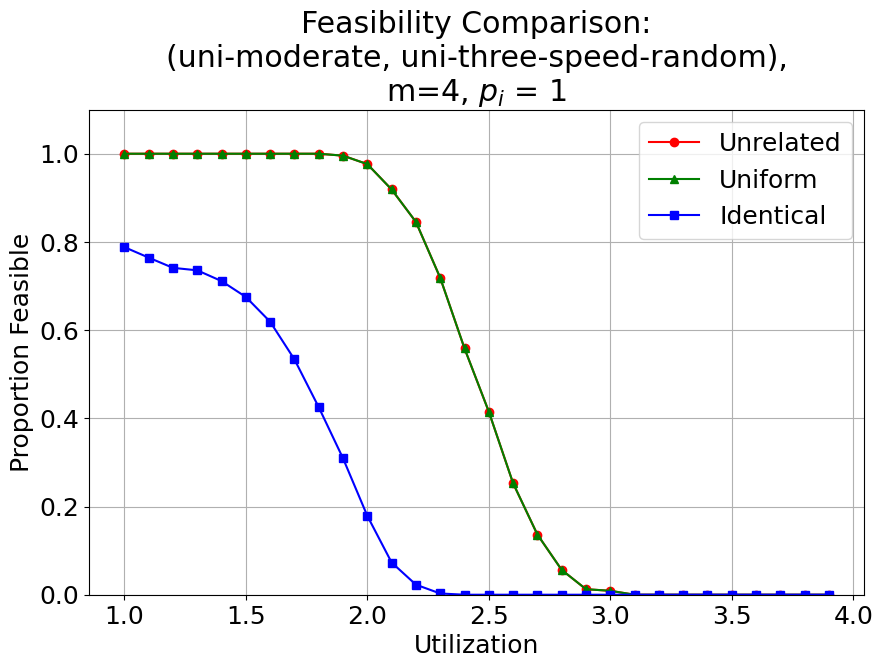 Feasibility Comparison:
(uni-moderate, uni-three-speed-random),
m=4, $p_i$ = 1
Unrelated
Uniform
Identical
Proportion Feasible
1.0
0.8
0.6
0.4
0.2
0.0
1.0 1.5 2.0 2.5 3.0 3.5 4.0
Utilization